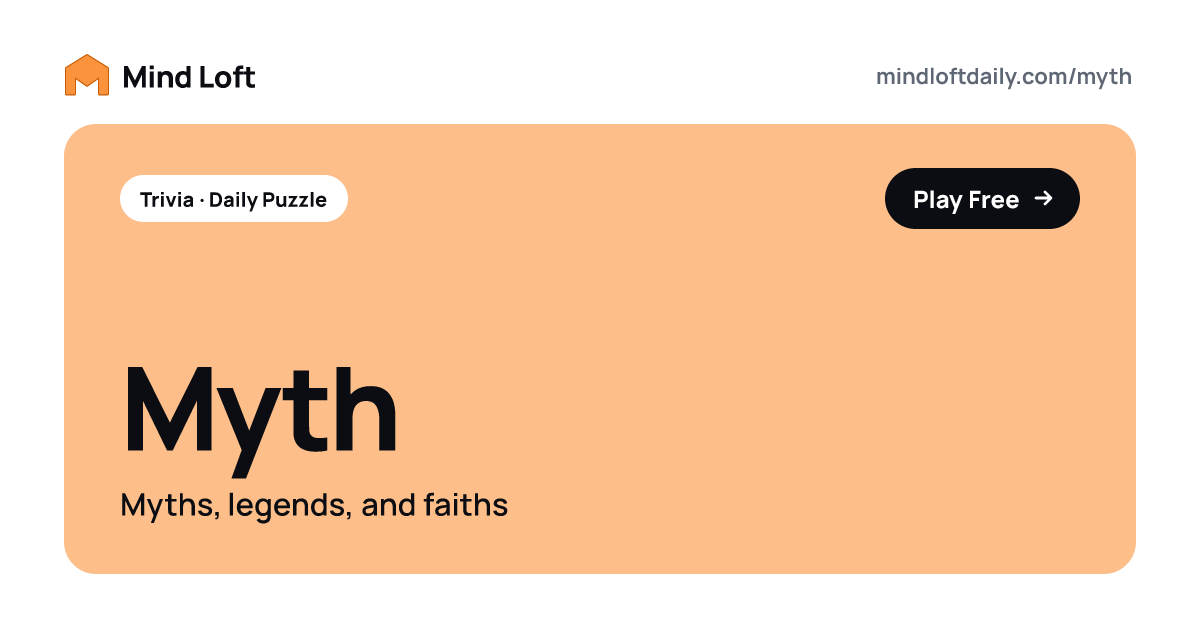 Mind Loft
mindloftdaily.com/myth
Trivia · Daily Puzzle
Play Free →
Myth
Myths, legends, and faiths